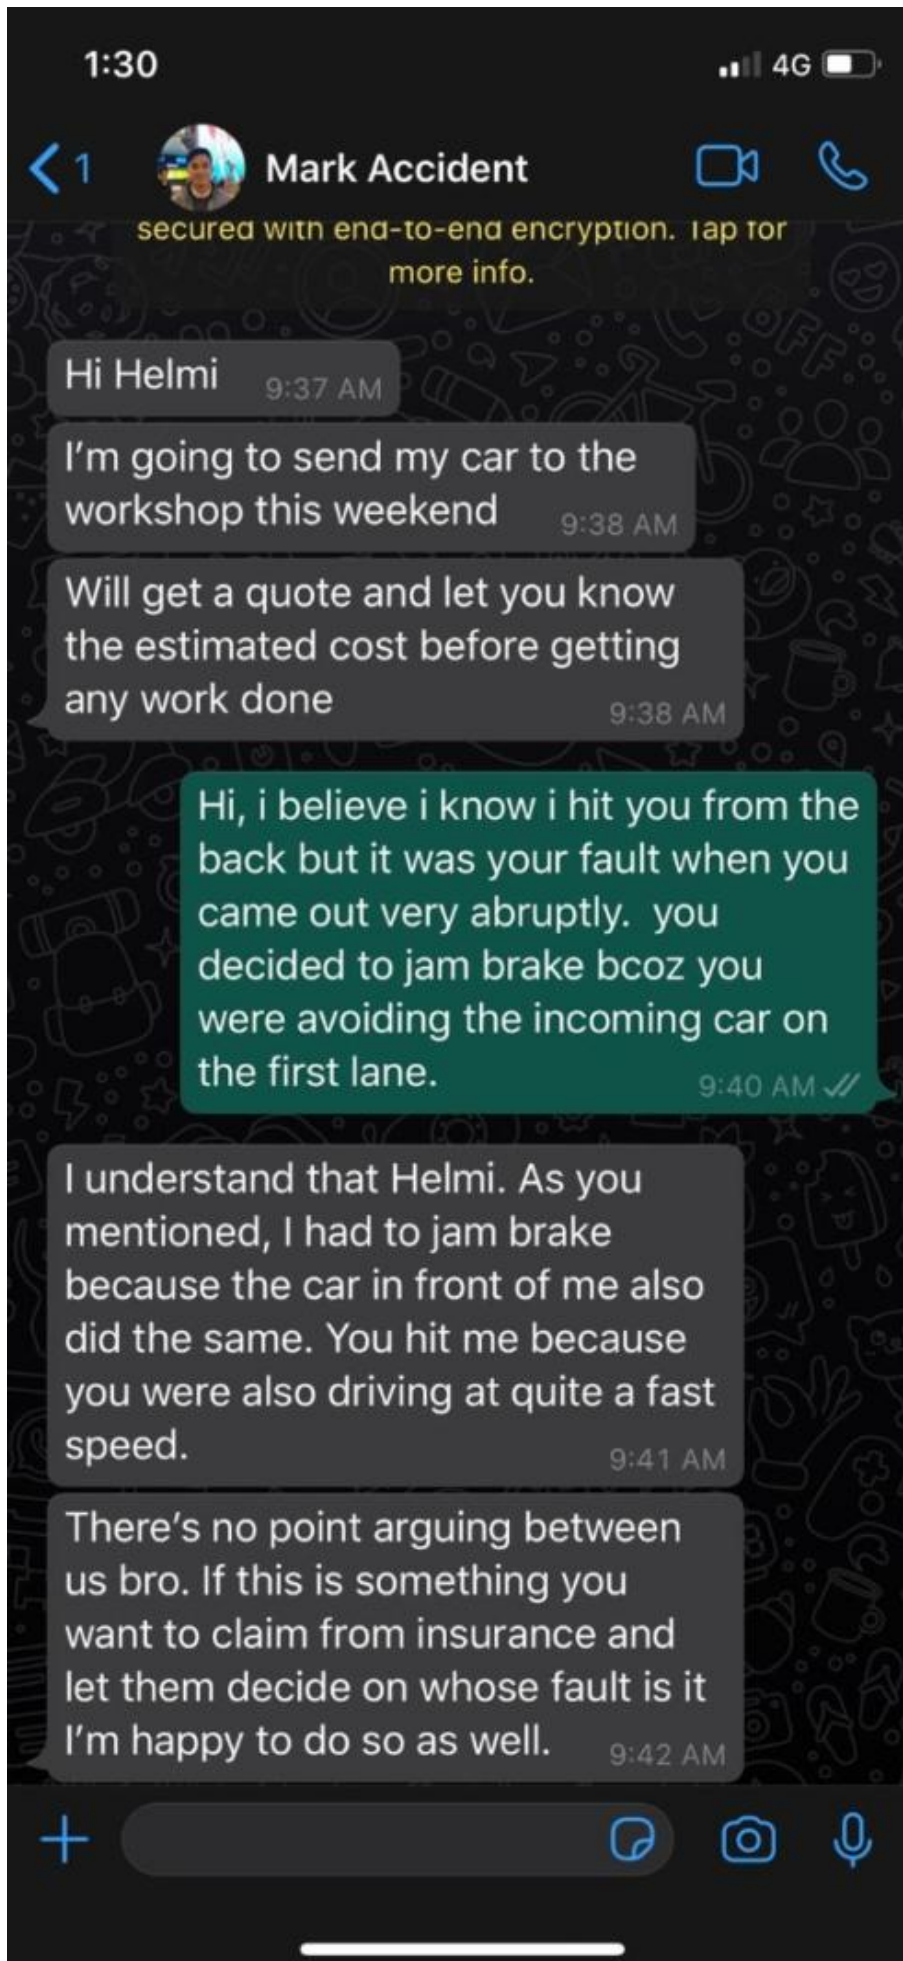 1:30
4G
1
Mark Accident
secured with end-to-end encryption. Tap for
more info.
Hi Helmi
9:37 AM
I'm going to send my car to the
workshop this weekend
9:38 AM
Will get a quote and let you know
the estimated cost before getting
any work done
9:38 AM
Hi, i believe i know i hit you from the
back but it was your fault when you
came out very abruptly.  you
decided to jam brake bcoz you
were avoiding the incoming car on
the first lane.
9:40 AM
I understand that Helmi. As you
mentioned, I had to jam brake
because the car in front of me also
did the same. You hit me because
you were also driving at quite a fast
speed.
9:41 AM
There's no point arguing between
us bro. If this is something you
want to claim from insurance and
let them decide on whose fault is it
I'm happy to do so as well.
9:42 AM